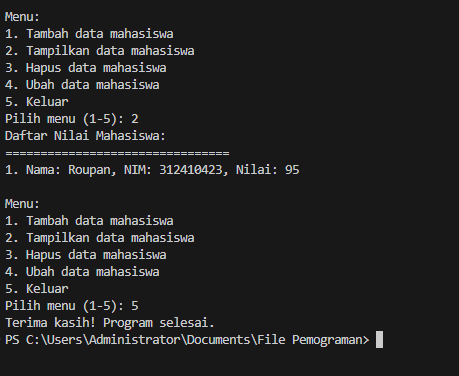 Menu:
1. Tambah data mahasiswa
2. Tampilkan data mahasiswa
3. Hapus data mahasiswa
4. Ubah data mahasiswa
5. Keluar
Pilih menu (1-5): 2
Daftar Nilai Mahasiswa:
================================
1. Nama: Roupan, NIM: 312410423, Nilai: 95
Menu:
1. Tambah data mahasiswa
2. Tampilkan data mahasiswa
3. Hapus data mahasiswa
4. Ubah data mahasiswa
5. Keluar
Pilih menu (1-5): 5
Terima kasih! Program selesai.
PS C:\Users\Administrator\Documents\File Pemograman>